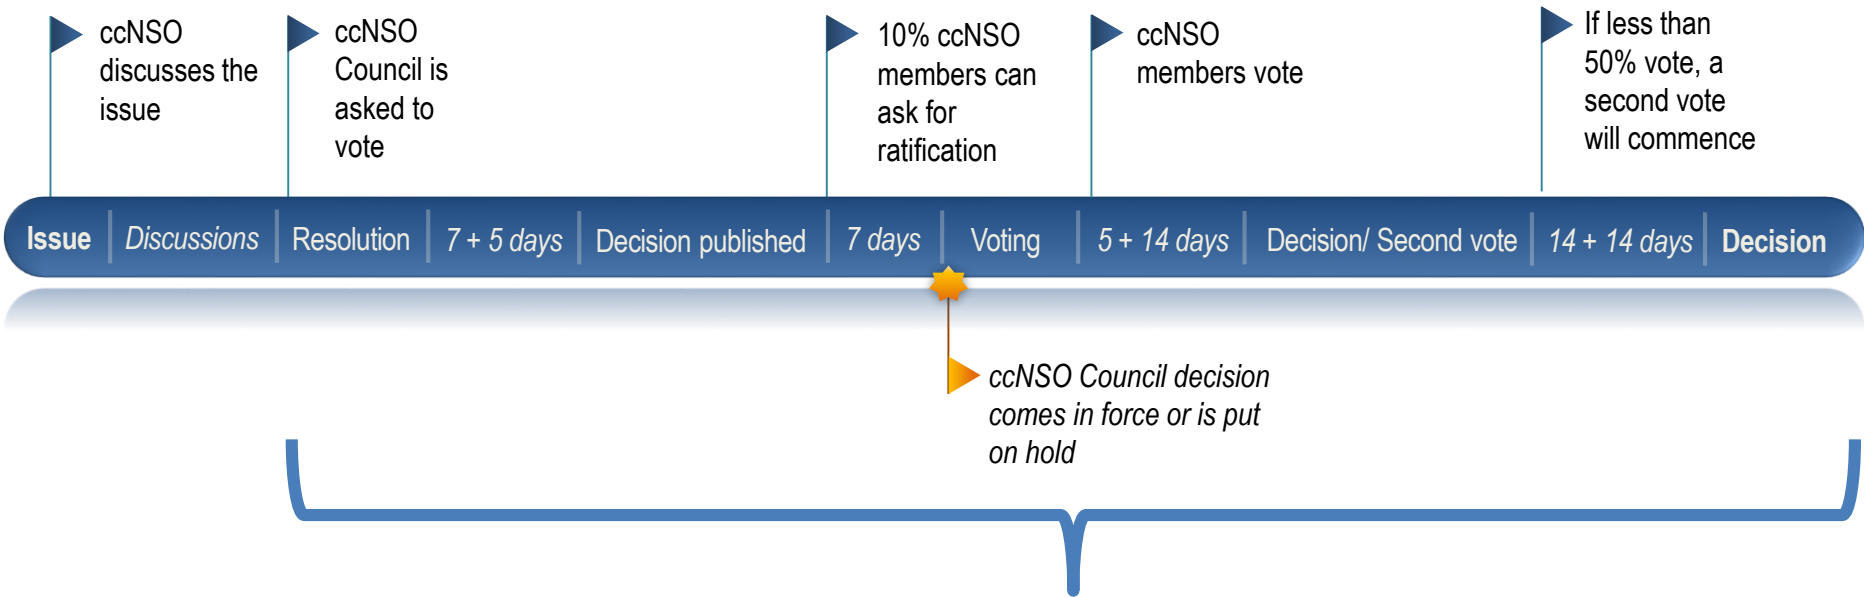 ccNSO
discusses the
issue
ccNSO
Council is
asked to
vote
10% ccNSO
members can
ask for
ratification
ccNSO
members vote
If less than
50% vote, a
second vote
will commence
Issue Discussions Resolution 7 + 5 days Decision published 7 days Voting 5 + 14 days Decision/ Second vote 14 + 14 days Decision
ccNSO Council decision
comes in force or is put
on hold